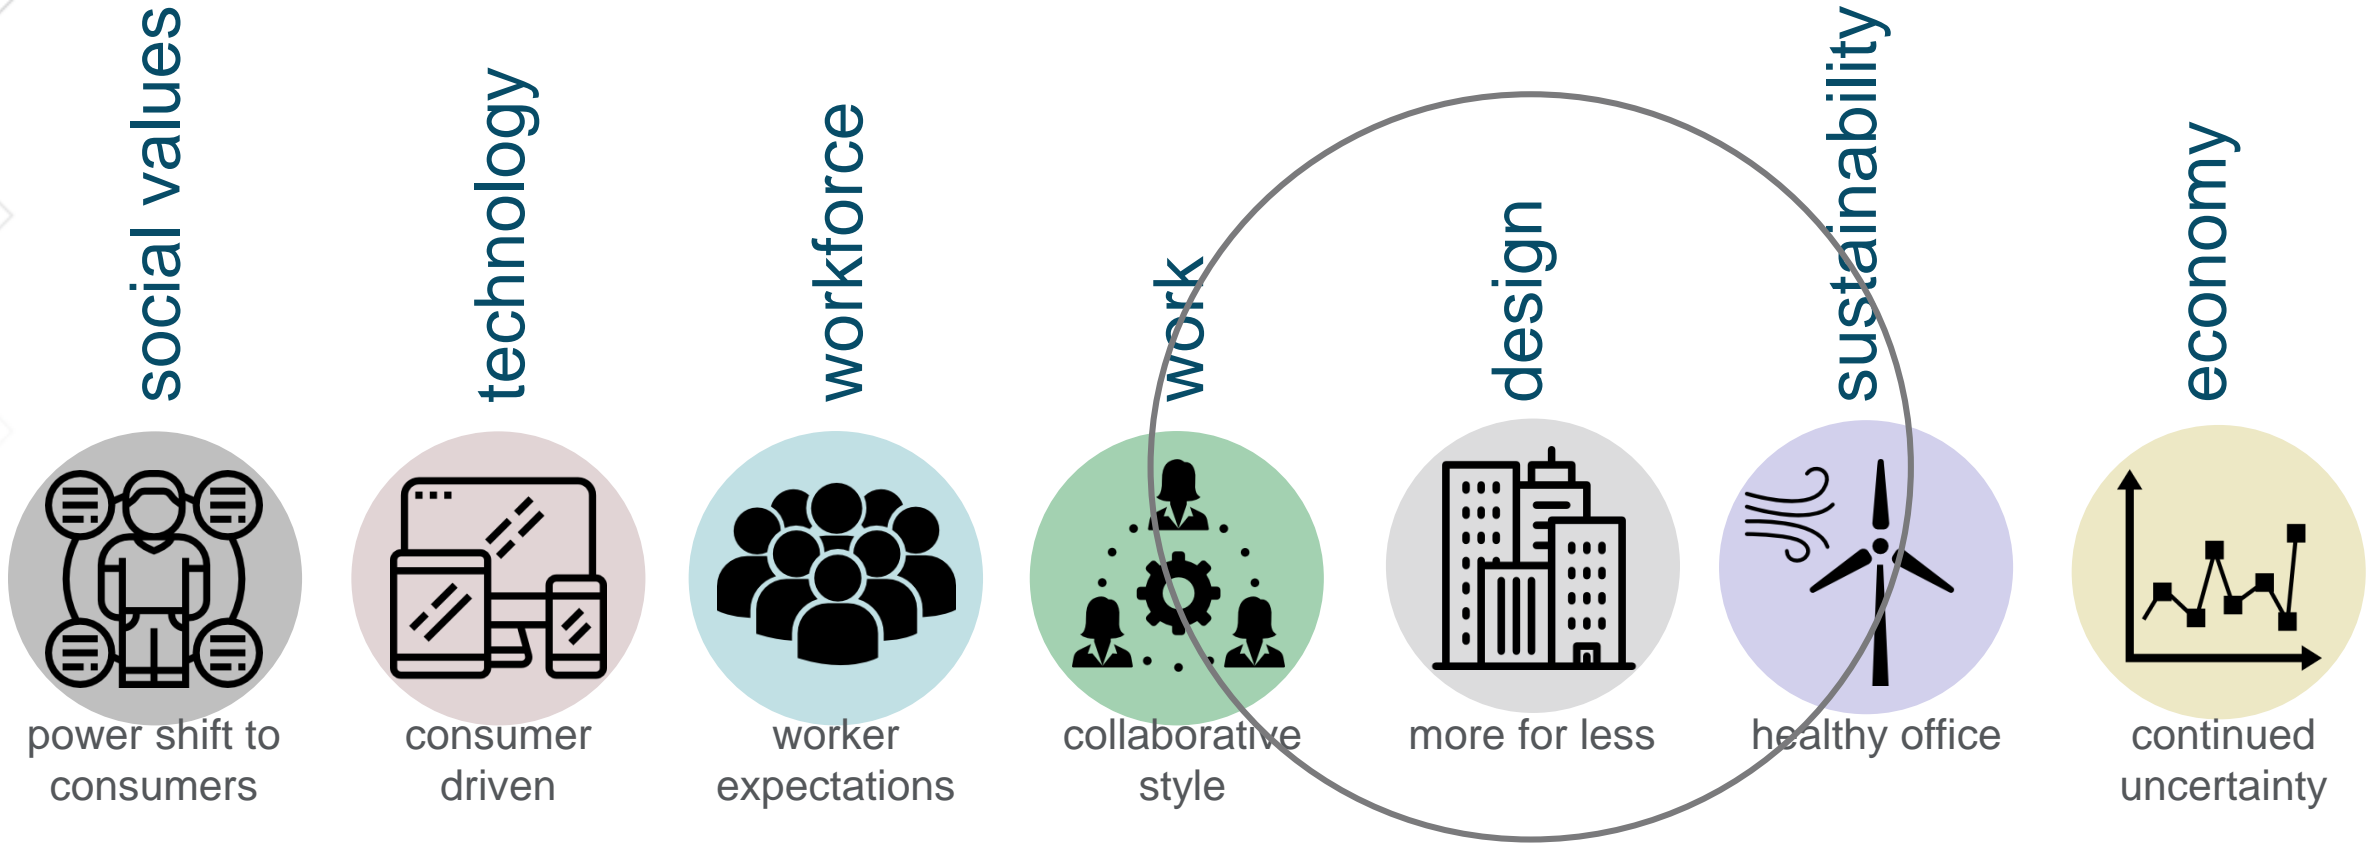 social values
technology
workforce
work
design
sustainability
economy
power shift to
consumers
consumer
driven
worker
expectations
collaborative
style
more for less
healthy office
continued
uncertainty